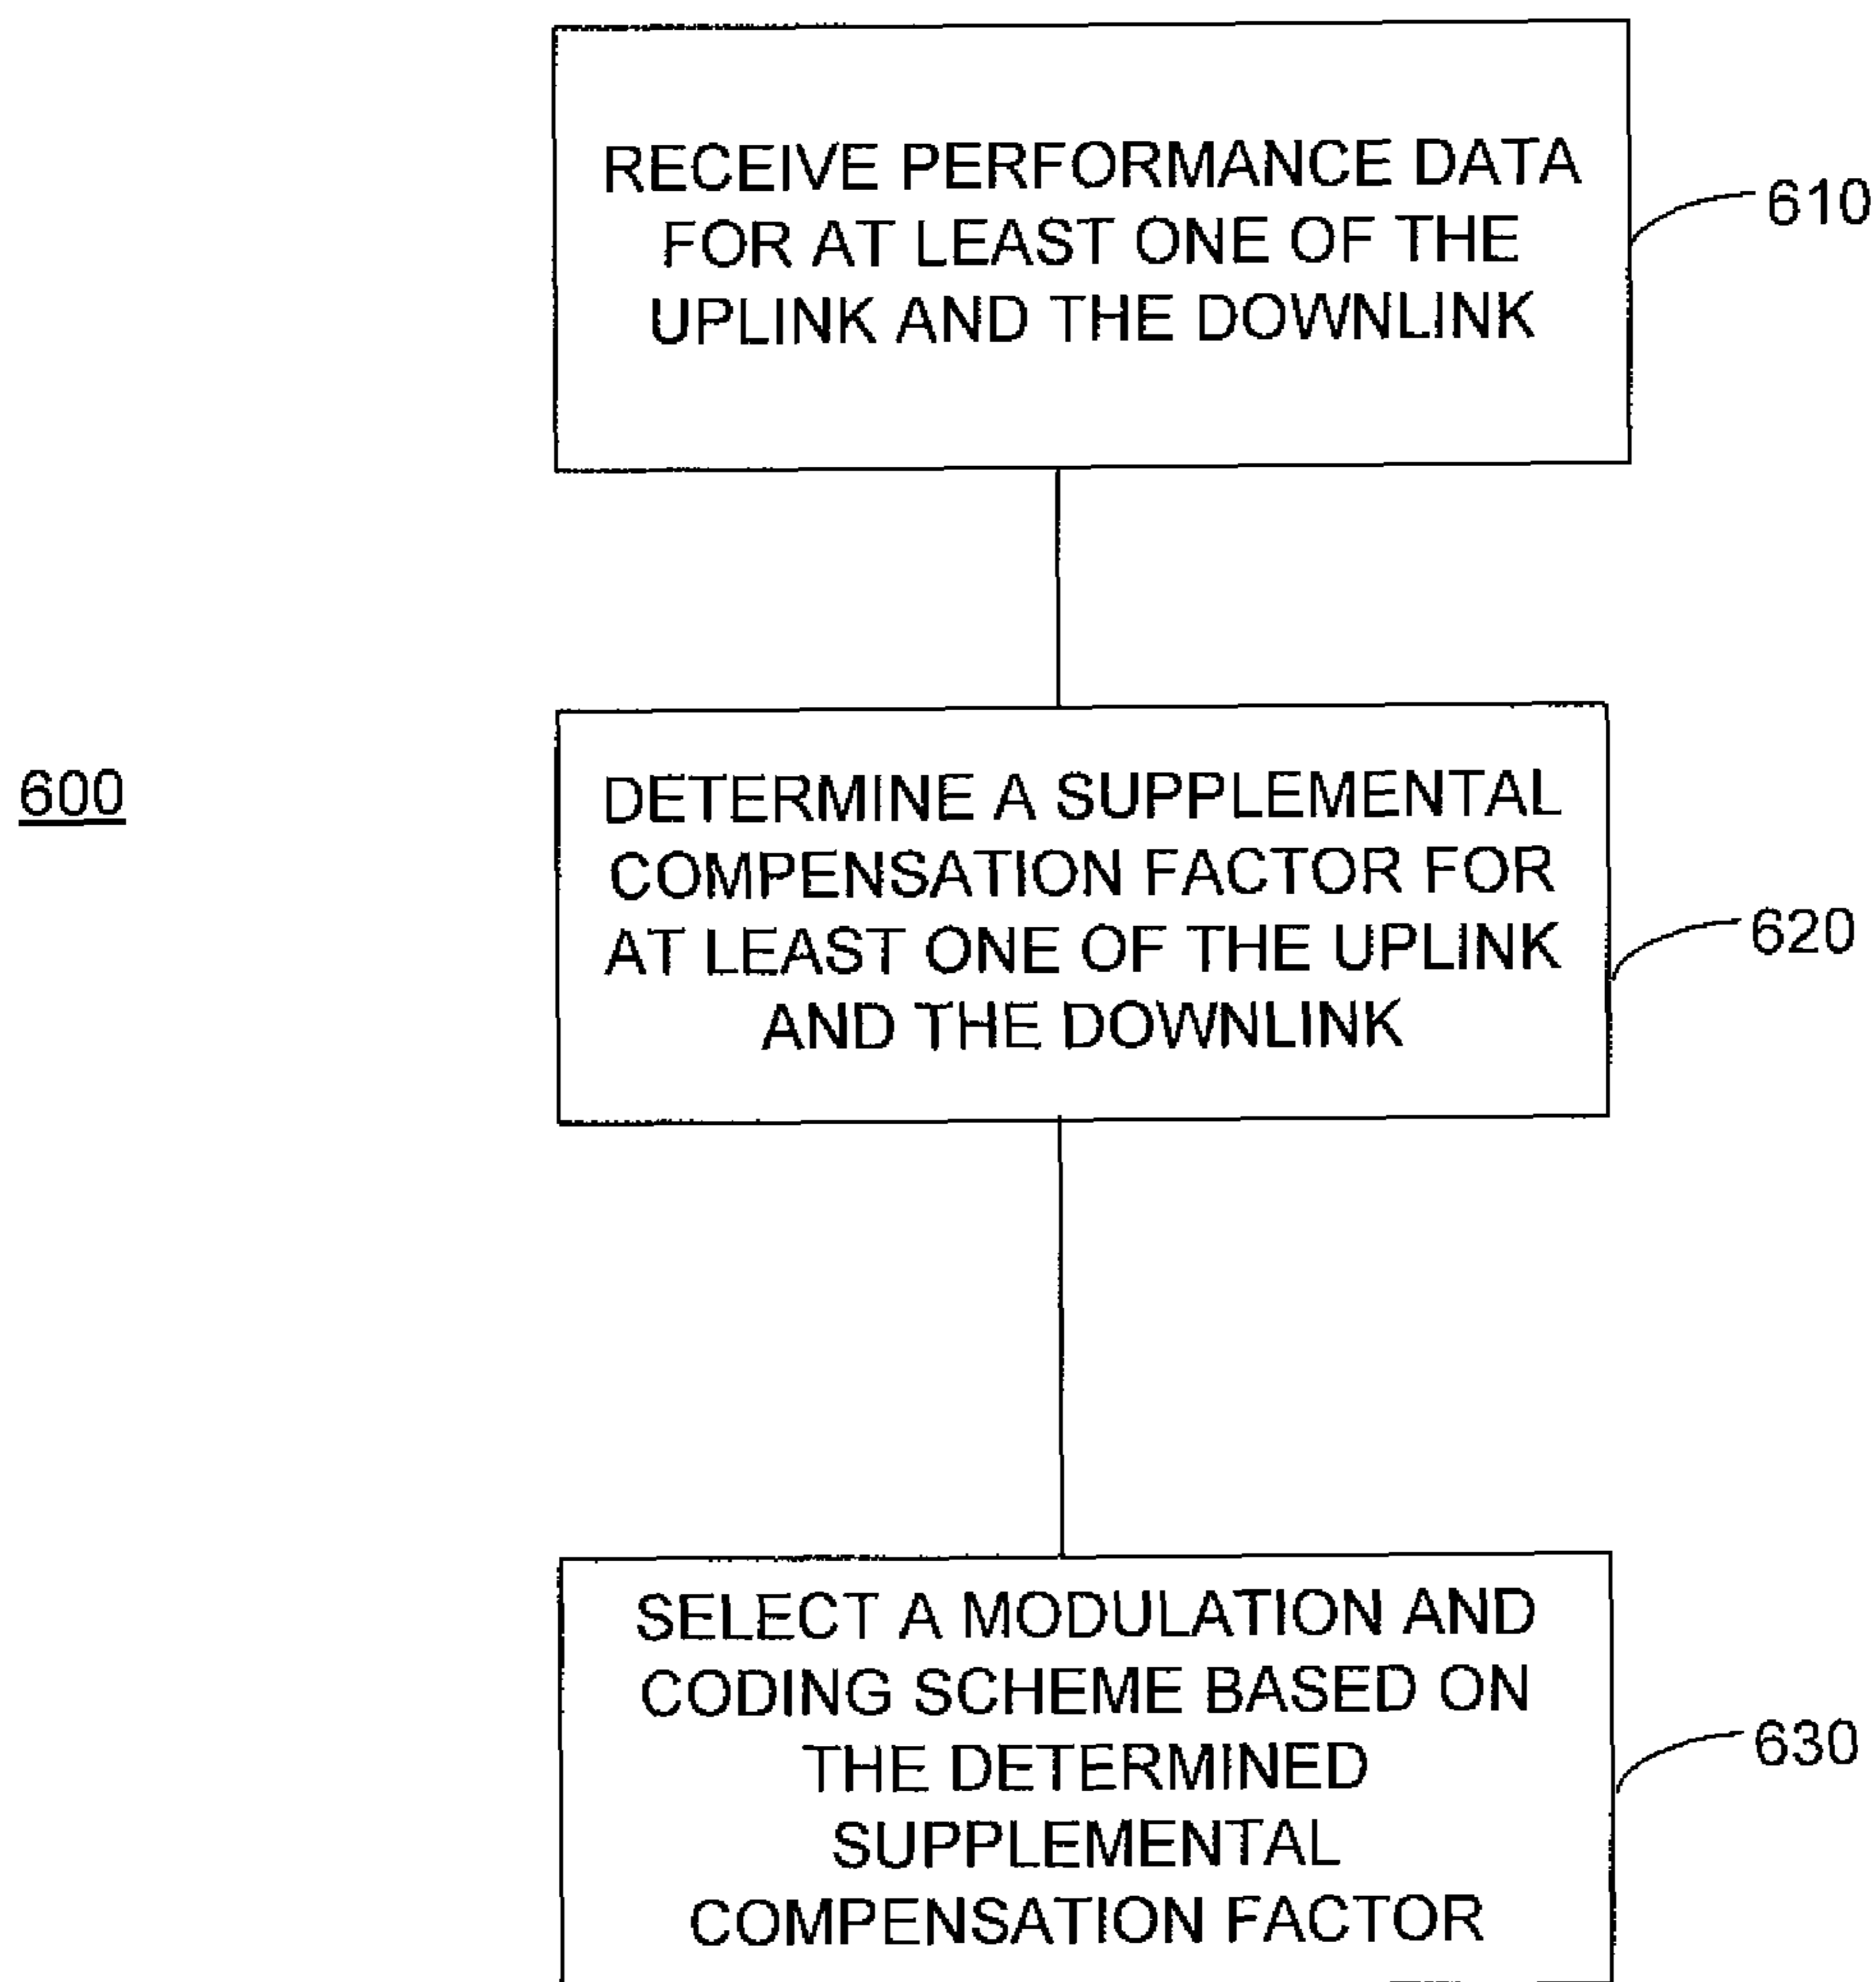 RECEIVE PERFORMANCE DATA
FOR AT LEAST ONE OF THE
UPLINK AND THE DOWNLINK
610
600
DETERMINE A SUPPLEMENTAL
COMPENSATION FACTOR FOR
AT LEAST ONE OF THE UPLINK
AND THE DOWNLINK
620
SELECT A MODULATION AND
CODING SCHEME BASED ON
THE DETERMINED
SUPPLEMENTAL
COMPENSATION FACTOR
630